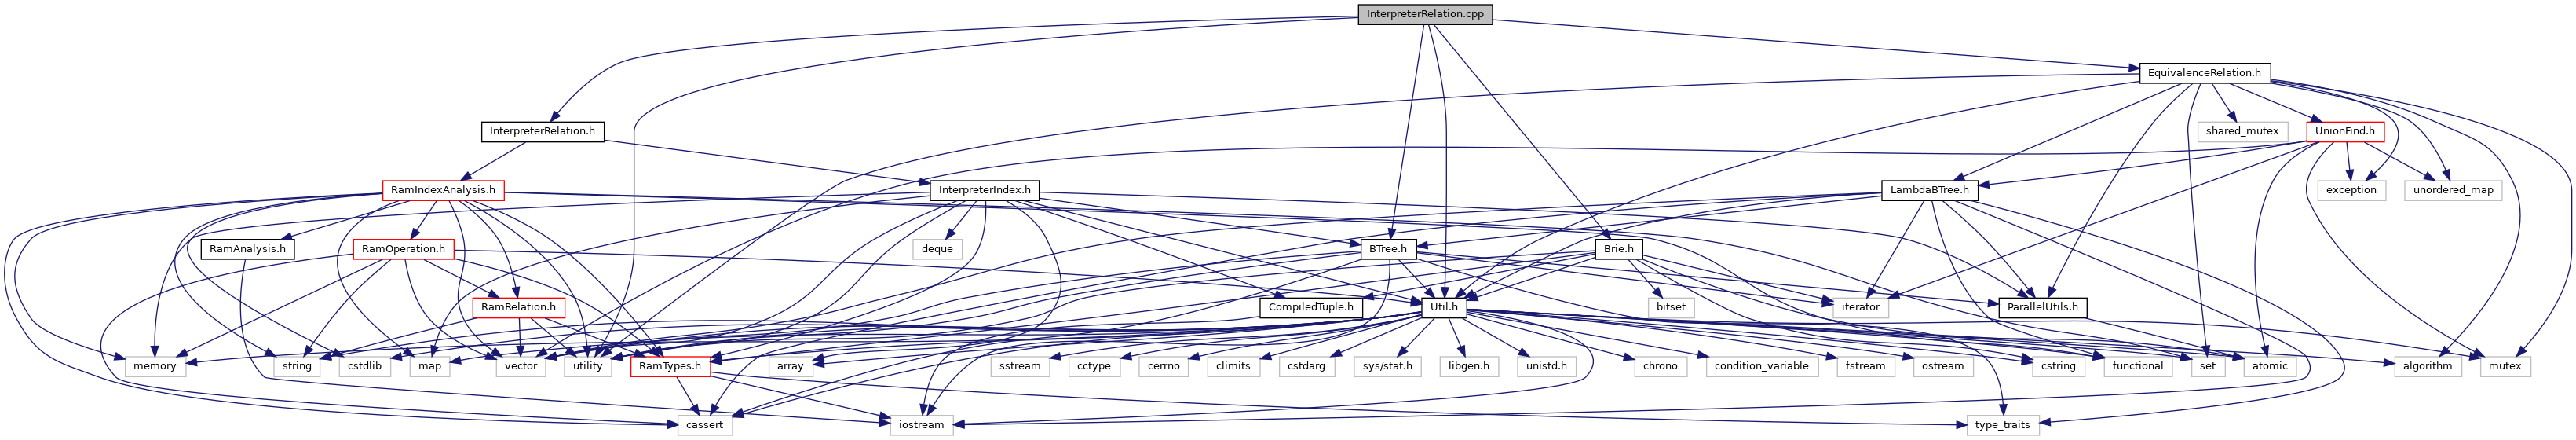 InterpreterRelation.cpp
EquivalenceRelation.h
InterpreterRelation.h
shared_mutex
UnionFind.h
RamIndexAnalysis.h
InterpreterIndex.h
LambdaBTree.h
exception
unordered_map
RamAnalysis.h
RamOperation.h
deque
BTree.h
Brie.h
RamRelation.h
CompiledTuple.h
Util.h
bitset
iterator
ParallelUtils.h
memory
string
cstdlib
map
vector
utility
RamTypes.h
array
sstream
cctype
cerrno
climits
cstdarg
sys/stat.h
libgen.h
unistd.h
chrono
condition_variable
fstream
ostream
cstring
functional
set
atomic
algorithm
mutex
cassert
iostream
type_traits